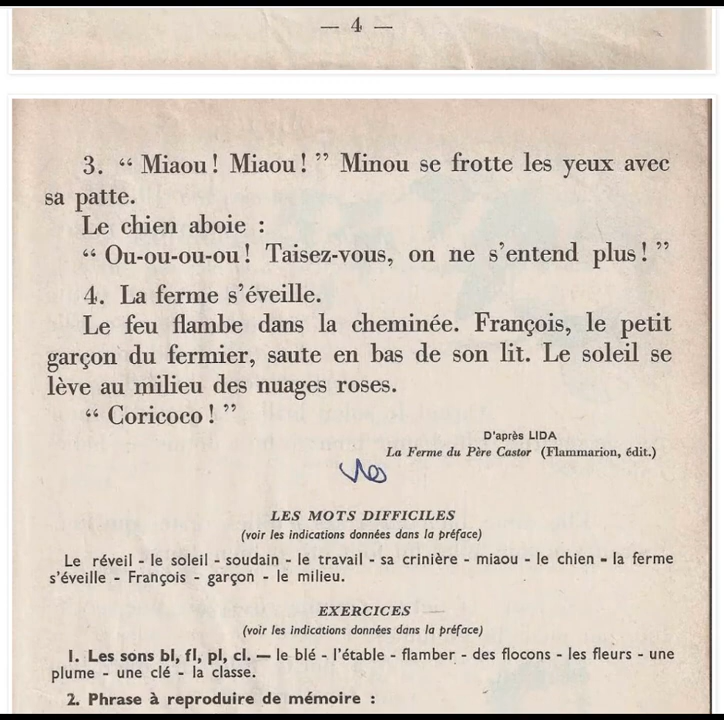 — 4 —
3. “ Miaou ! Miaou ! ” Minou se frotte les yeux avec
sa patte.
Le chien aboie :
“ Ou-ou-ou-ou ! Taisez-vous, on ne s’entend plus ! ”
4. La ferme s’éveille.
Le feu flambe dans la cheminée. François, le petit
garçon du fermier, saute en bas de son lit. Le soleil se
lève au milieu des nuages roses.
“ Coricoco ! ”
D’après LIDA
La Ferme du Père Castor (Flammarion, édit.)
LES MOTS DIFFICILES
(voir les indications données dans la préface)
Le réveil - le soleil - soudain - le travail - sa crinière - miaou - le chien - la ferme
s’éveille - François - garçon - le milieu.
EXERCICES
(voir les indications données dans la préface)
I. Les sons bl, fl, pl, cl. — le blé - l’étable - flamber - des flocons - les fleurs - une
plume - une clé - la classe.
2. Phrase à reproduire de mémoire :